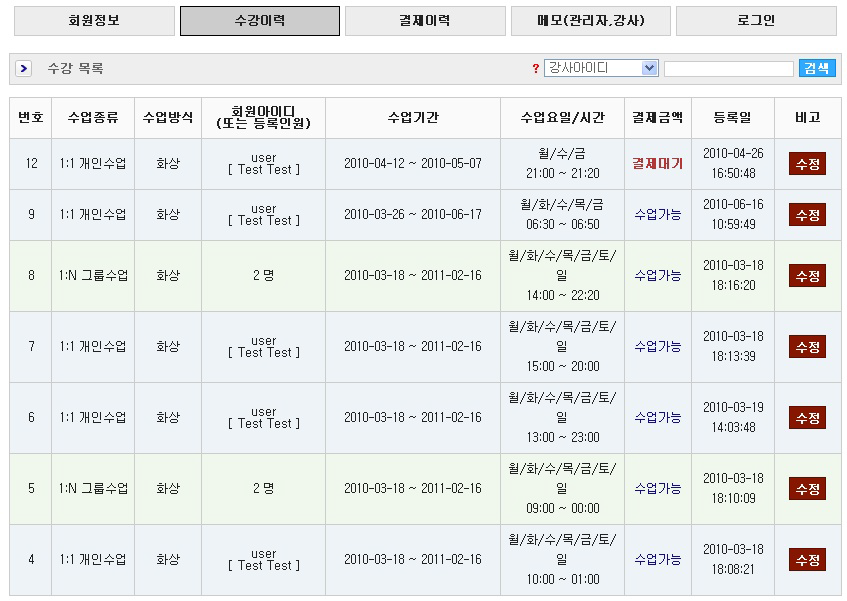 회원정보 수강이력 결제이력 메모(관리자,강사) 로그인
수강 목록 ? 강사아이디 검색
번호 수업종류 수업방식 회원아이디 (또는 등록인원) 수업기간 수업요일/시간 결제금액 등록일 비고
12 1:1 개인수업 화상 user [ Test Test ] 2010-04-12 ~ 2010-05-07 월/수/금 21:00 ~ 21:20 결제대기 2010-04-26 16:50:48 수정
9 1:1 개인수업 화상 user [ Test Test ] 2010-03-26 ~ 2010-06-17 월/화/수/목/금 06:30 ~ 06:50 수업가능 2010-06-16 10:59:49 수정
8 1:N 그룹수업 화상 2 명 2010-03-18 ~ 2011-02-16 월/화/수/목/금/토/일 14:00 ~ 22:20 수업가능 2010-03-18 18:16:20 수정
7 1:1 개인수업 화상 user [ Test Test ] 2010-03-18 ~ 2011-02-16 월/화/수/목/금/토/일 15:00 ~ 20:00 수업가능 2010-03-18 18:13:39 수정
6 1:1 개인수업 화상 user [ Test Test ] 2010-03-18 ~ 2011-02-16 월/화/수/목/금/토/일 13:00 ~ 23:00 수업가능 2010-03-19 14:03:48 수정
5 1:N 그룹수업 화상 2 명 2010-03-18 ~ 2011-02-16 월/화/수/목/금/토/일 09:00 ~ 00:00 수업가능 2010-03-18 18:10:09 수정
4 1:1 개인수업 화상 user [ Test Test ] 2010-03-18 ~ 2011-02-16 월/화/수/목/금/토/일 10:00 ~ 01:00 수업가능 2010-03-18 18:08:21 수정